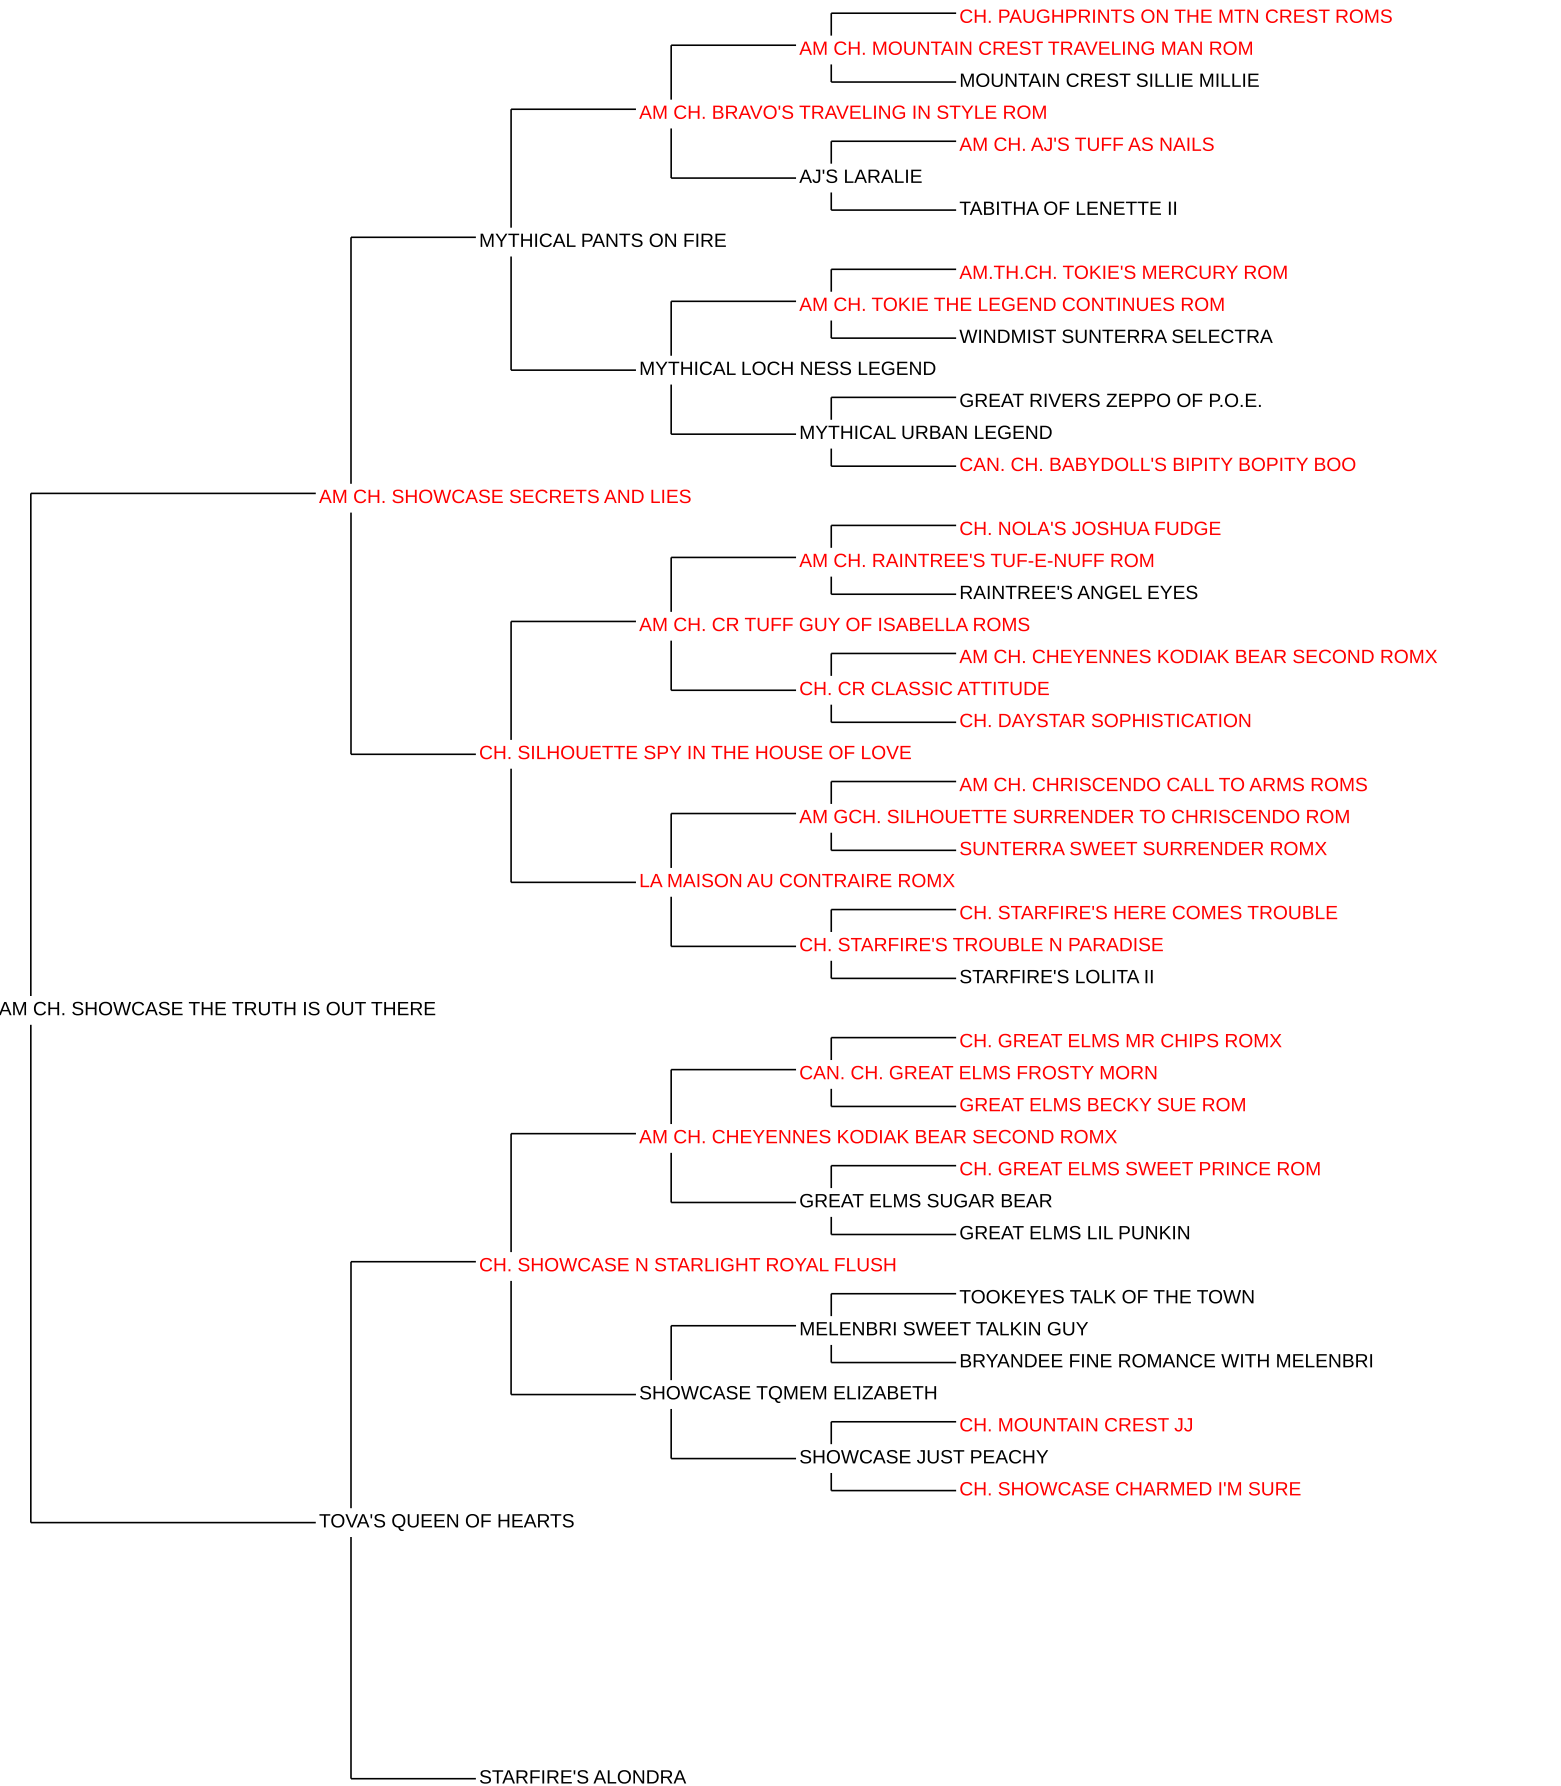 CH. PAUGHPRINTS ON THE MTN CREST ROMS
AM CH. MOUNTAIN CREST TRAVELING MAN ROM
MOUNTAIN CREST SILLIE MILLIE
AM CH. BRAVO'S TRAVELING IN STYLE ROM
AM CH. AJ'S TUFF AS NAILS
AJ'S LARALIE
TABITHA OF LENETTE II
MYTHICAL PANTS ON FIRE
AM.TH.CH. TOKIE'S MERCURY ROM
AM CH. TOKIE THE LEGEND CONTINUES ROM
WINDMIST SUNTERRA SELECTRA
MYTHICAL LOCH NESS LEGEND
GREAT RIVERS ZEPPO OF P.O.E.
MYTHICAL URBAN LEGEND
CAN. CH. BABYDOLL'S BIPITY BOPITY BOO
AM CH. SHOWCASE SECRETS AND LIES
CH. NOLA'S JOSHUA FUDGE
AM CH. RAINTREE'S TUF-E-NUFF ROM
RAINTREE'S ANGEL EYES
AM CH. CR TUFF GUY OF ISABELLA ROMS
AM CH. CHEYENNES KODIAK BEAR SECOND ROMX
CH. CR CLASSIC ATTITUDE
CH. DAYSTAR SOPHISTICATION
CH. SILHOUETTE SPY IN THE HOUSE OF LOVE
AM CH. CHRISCENDO CALL TO ARMS ROMS
AM GCH. SILHOUETTE SURRENDER TO CHRISCENDO ROM
SUNTERRA SWEET SURRENDER ROMX
LA MAISON AU CONTRAIRE ROMX
CH. STARFIRE'S HERE COMES TROUBLE
CH. STARFIRE'S TROUBLE N PARADISE
STARFIRE'S LOLITA II
AM CH. SHOWCASE THE TRUTH IS OUT THERE
CH. GREAT ELMS MR CHIPS ROMX
CAN. CH. GREAT ELMS FROSTY MORN
GREAT ELMS BECKY SUE ROM
AM CH. CHEYENNES KODIAK BEAR SECOND ROMX
CH. GREAT ELMS SWEET PRINCE ROM
GREAT ELMS SUGAR BEAR
GREAT ELMS LIL PUNKIN
CH. SHOWCASE N STARLIGHT ROYAL FLUSH
TOOKEYES TALK OF THE TOWN
MELENBRI SWEET TALKIN GUY
BRYANDEE FINE ROMANCE WITH MELENBRI
SHOWCASE TQMEM ELIZABETH
CH. MOUNTAIN CREST JJ
SHOWCASE JUST PEACHY
CH. SHOWCASE CHARMED I'M SURE
TOVA'S QUEEN OF HEARTS
STARFIRE'S ALONDRA